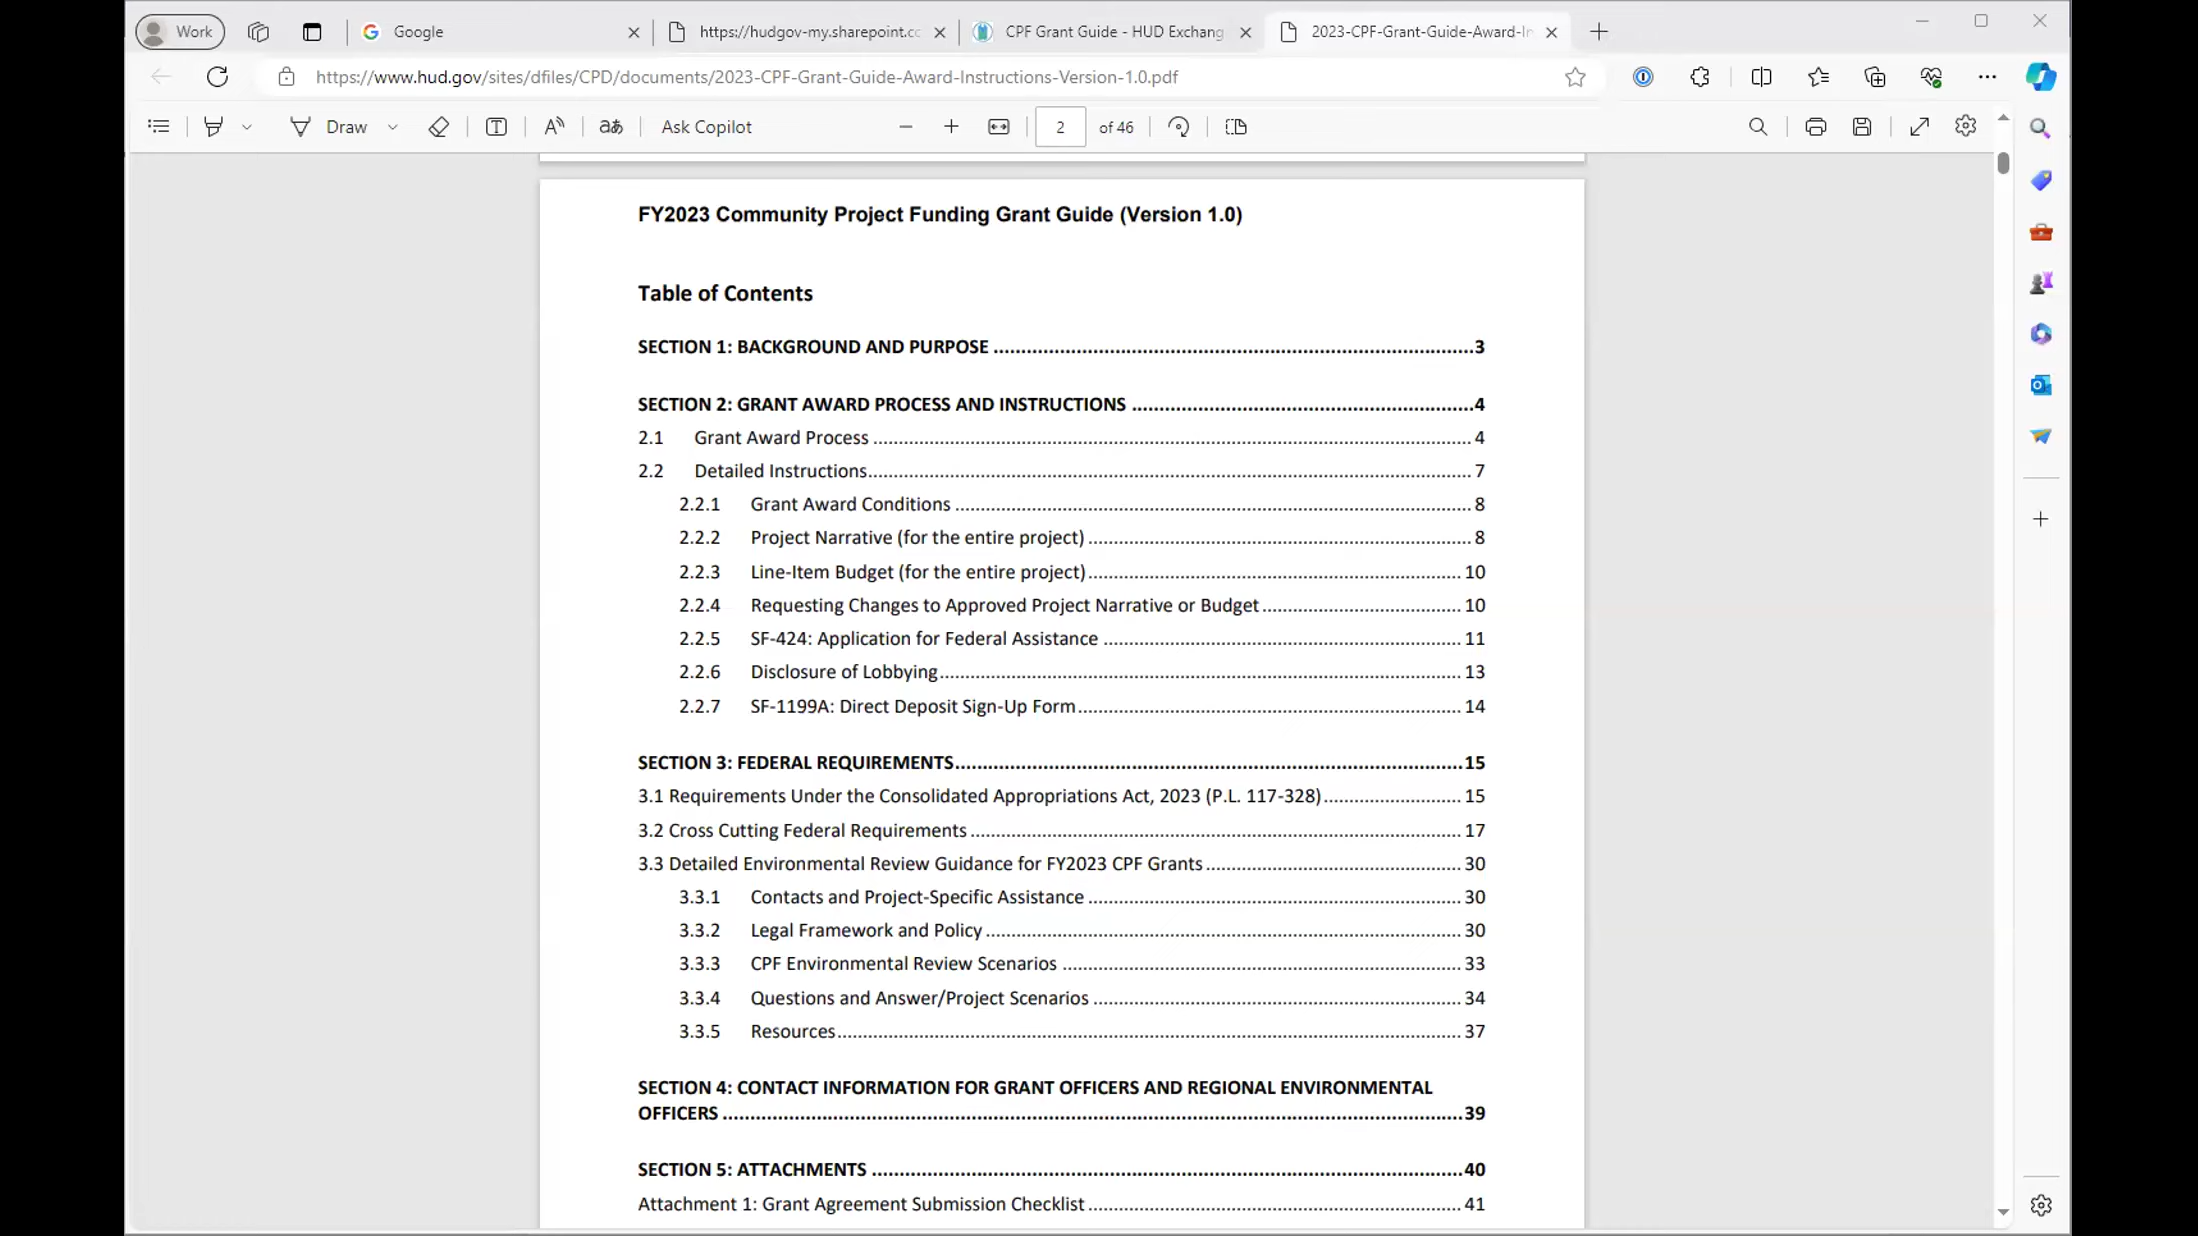 Work
Google
https://hudgov-my.sharepoint.cc
CPF Grant Guide - HUD Exchang
2023-CPF-Grant-Guide-Award-In
https://www.hud.gov/sites/dfiles/CPD/documents/2023-CPF-Grant-Guide-Award-Instructions-Version-1.0.pdf
Draw
Ask Copilot
2
of 46
FY2023 Community Project Funding Grant Guide (Version 1.0)
Table of Contents
SECTION 1: BACKGROUND AND PURPOSE ........ 3
SECTION 2: GRANT AWARD PROCESS AND INSTRUCTIONS ........ 4
2.1 Grant Award Process ........ 4
2.2 Detailed Instructions ........ 7
2.2.1 Grant Award Conditions ........ 8
2.2.2 Project Narrative (for the entire project) ........ 8
2.2.3 Line-Item Budget (for the entire project) ........ 10
2.2.4 Requesting Changes to Approved Project Narrative or Budget ........ 10
2.2.5 SF-424: Application for Federal Assistance ........ 11
2.2.6 Disclosure of Lobbying ........ 13
2.2.7 SF-1199A: Direct Deposit Sign-Up Form ........ 14
SECTION 3: FEDERAL REQUIREMENTS ........ 15
3.1 Requirements Under the Consolidated Appropriations Act, 2023 (P.L. 117-328) ........ 15
3.2 Cross Cutting Federal Requirements ........ 17
3.3 Detailed Environmental Review Guidance for FY2023 CPF Grants ........ 30
3.3.1 Contacts and Project-Specific Assistance ........ 30
3.3.2 Legal Framework and Policy ........ 30
3.3.3 CPF Environmental Review Scenarios ........ 33
3.3.4 Questions and Answer/Project Scenarios ........ 34
3.3.5 Resources ........ 37
SECTION 4: CONTACT INFORMATION FOR GRANT OFFICERS AND REGIONAL ENVIRONMENTAL
OFFICERS ........ 39
SECTION 5: ATTACHMENTS ........ 40
Attachment 1: Grant Agreement Submission Checklist ........ 41